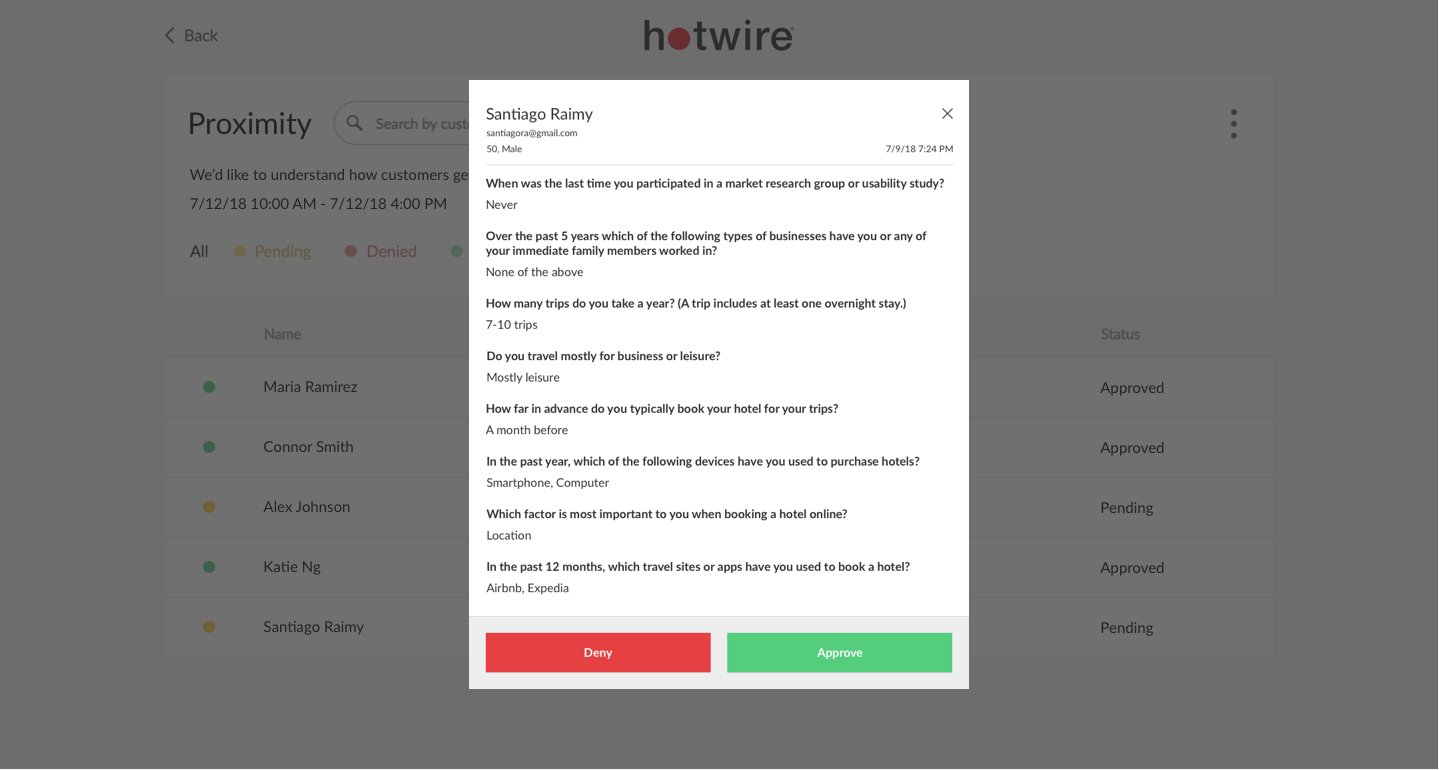 Back
hotwire
Proximity
Search by
We'd like to understand how customers
7/12/18 10:00 AM - 7/12/18 4:00 PM
All
Pending
Denied
Name
Status
Maria Ramirez
Approved
Connor Smith
Approved
Alex Johnson
Pending
Katie Ng
Approved
Santiago Raimy
Pending
Santiago Raimy
santiagora@gmail.com
50, Male
7/9/18 7:24 PM
When was the last time you participated in a market research group or usability study?
Never
Over the past 5 years which of the following types of businesses have you or any of
your immediate family members worked in?
None of the above
How many trips do you take a year? (A trip includes at least one overnight stay.)
7-10 trips
Do you travel mostly for business or leisure?
Mostly leisure
How far in advance do you typically book your hotel for your trips?
A month before
In the past year, which of the following devices have you used to purchase hotels?
Smartphone, Computer
Which factor is most important to you when booking a hotel online?
Location
In the past 12 months, which travel sites or apps have you used to book a hotel?
Airbnb, Expedia
Deny
Approve